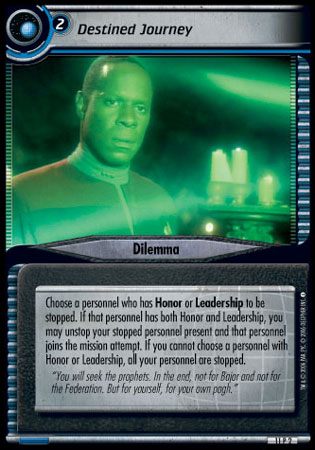 2
Destined Journey
Dilemma
Choose a personnel who has Honor or Leadership to be
stopped. If that personnel has both Honor and Leadership, you
may unstop your stopped personnel present and that personnel
joins the mission attempt. If you cannot choose a personnel with
Honor or Leadership, all your personnel are stopped.
"You will seek the prophets. In the end, not for Bajor and not for
the Federation. But for yourself, for your own pagh."
11 P 2